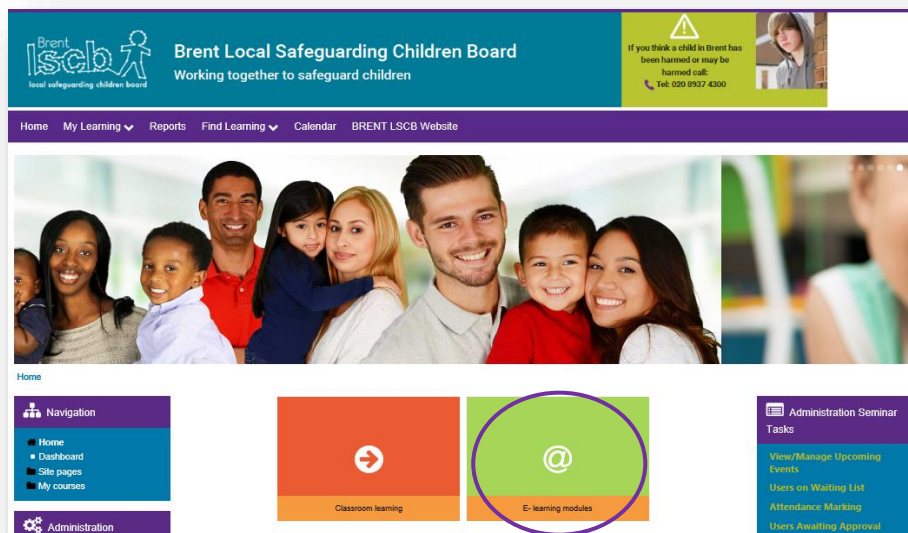 Brent
lscb
local safeguarding children board
Brent Local Safeguarding Children Board
Working together to safeguard children
If you think a child in Brent has
been harmed or may be
harmed call:
Tel: 020 8937 4300
Home My Learning Reports Find Learning Calendar BRENT LSCB Website
Home
Navigation
Home
Dashboard
Site pages
My courses
Administration
Classroom learning
@
E- learning modules
Administration Seminar
Tasks
View/Manage Upcoming
Events
Users on Waiting List
Attendance Marking
Users Awaiting Approval